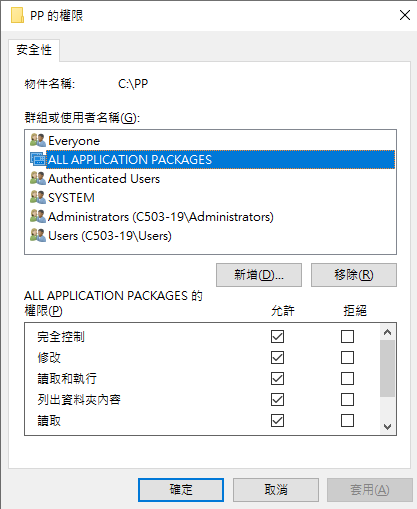 PP 的權限
安全性
物件名稱: C:\PP
群組或使用者名稱(G):
Everyone
ALL APPLICATION PACKAGES
Authenticated Users
SYSTEM
Administrators (C503-19\Administrators)
Users (C503-19\Users)
新增(D)... 移除(R)
ALL APPLICATION PACKAGES 的
權限(P) 允許 拒絕
完全控制
修改
讀取和執行
列出資料夾內容
讀取
確定 取消 套用(A)